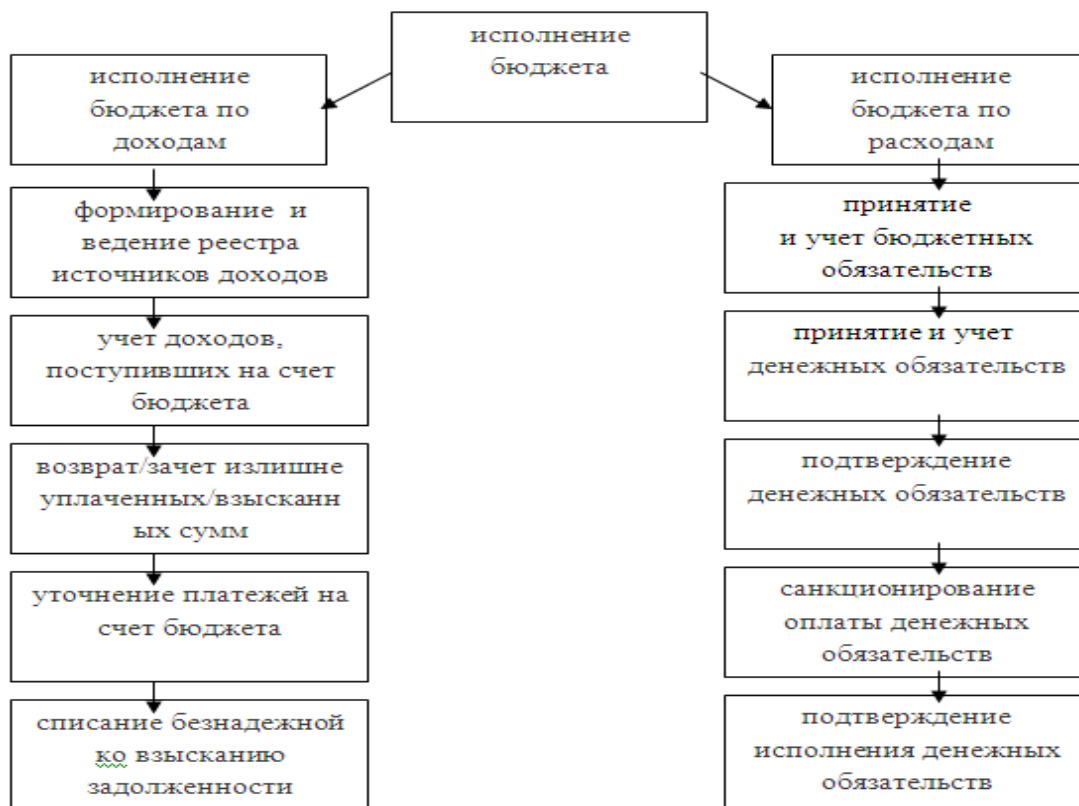 исполнение
бюджета
исполнение
бюджета по
доходам
формирование и
ведение реестра
источников доходов
учет доходов,
поступивших на счет
бюджета
возврат/зачет излишне
уплаченных/взысканн
ых сумм
уточнение платежей на
счет бюджета
списание безнадежной
ко взысканию
задолженности
исполнение
бюджета по
расходам
принятие
и учет бюджетных
обязательств
принятие и учет
денежных обязательств
подтверждение
денежных обязательств
санкционирование
оплаты денежных
обязательств
подтверждение
исполнения денежных
обязательств